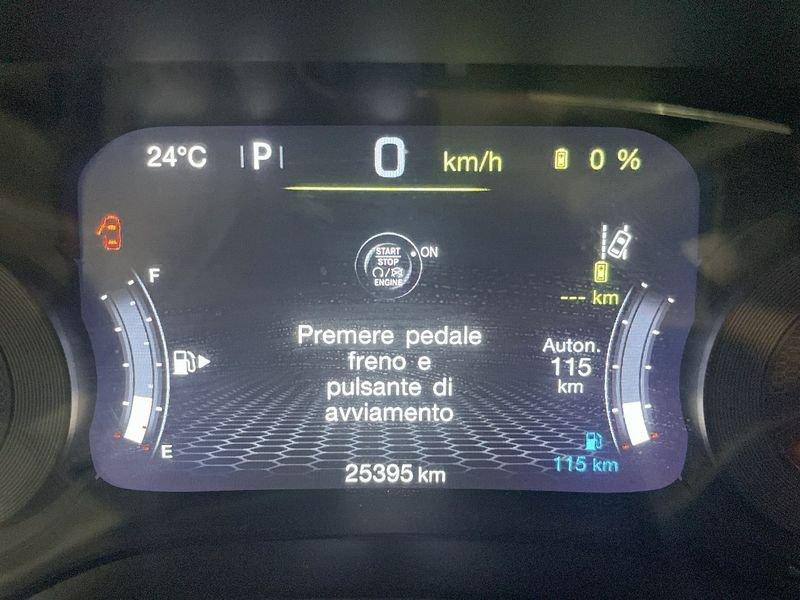 24°C P 0 km/h 0 %
START
STOP
ENGINE
ON
F
--- km
Premere pedale
freno e
pulsante di
avviamento
Auton.
115
km
E
115 km
25395 km